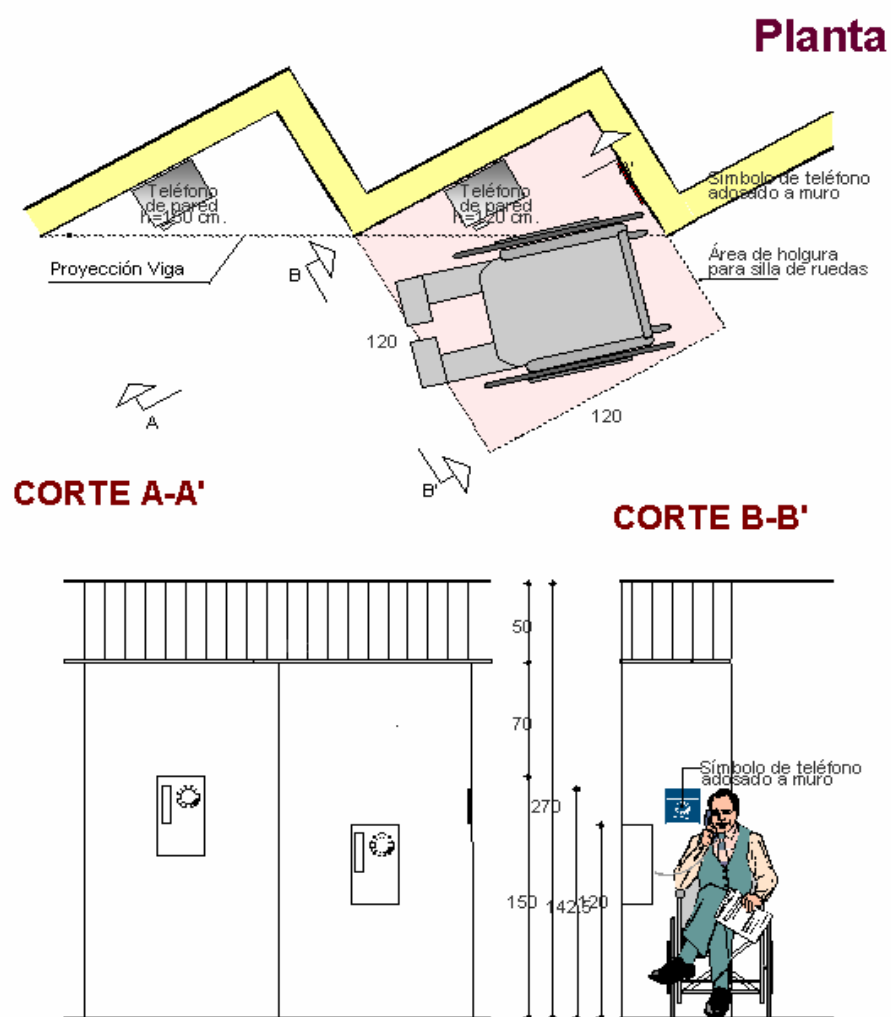 Planta
Teléfono
de pared
h=150 cm.
Teléfono
de pared
h=120 cm.
Símbolo de teléfono
adosado a muro
Proyección Viga
B
Área de holgura
para silla de ruedas
120
A
120
B'
CORTE A-A'
CORTE B-B'
50
70
Símbolo de teléfono
adosado a muro
270
150
142.5
120